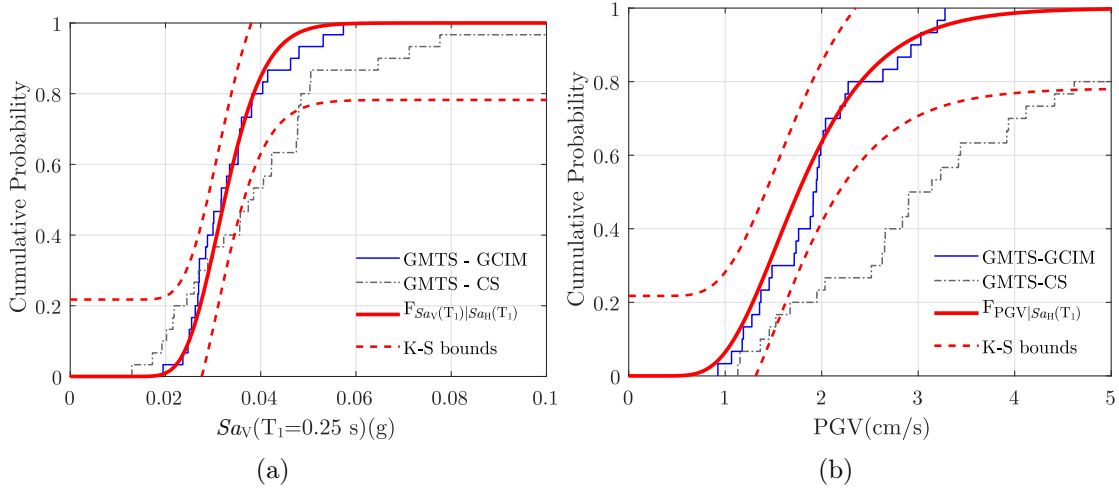 Cumulative Probability
1
0.8
0.6
0.4
0.2
0
0
0.02
0.04
0.06
0.08
0.1
GMTS - GCIM
GMTS - CS
F_{Sa_V(T_1)|Sa_H(T_1)}
K-S bounds
Sa_V(T_1=0.25 s)(g)
(a)
Cumulative Probability
1
0.8
0.6
0.4
0.2
0
0
1
2
3
4
5
GMTS-GCIM
GMTS-CS
F_{PGV|Sa_H(T_1)}
K-S bounds
PGV(cm/s)
(b)